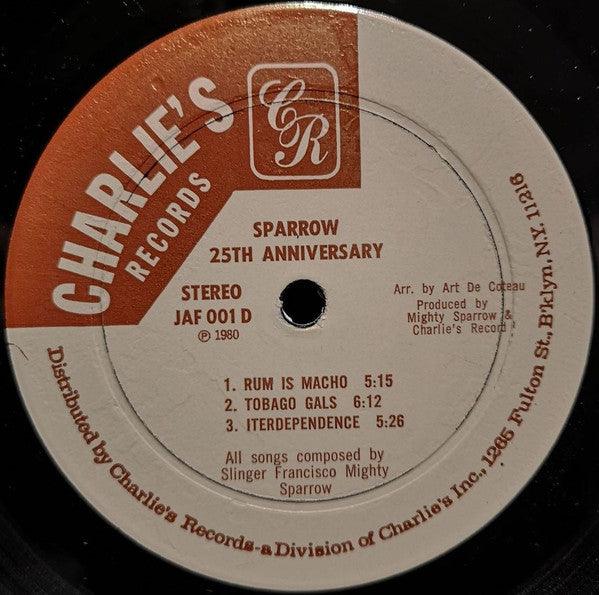 CHARLIE'S
RECORDS
CR
SPARROW
25TH ANNIVERSARY
STEREO
JAF 001 D
℗ 1980
Arr. by Art De Coteau
Produced by
Mighty Sparrow &
Charlie's Record
1. RUM IS MACHO 5:15
2. TOBAGO GALS 6:12
3. ITERDEPENDENCE 5:26
All songs composed by
Slinger Francisco Mighty
Sparrow
Distributed by Charlie's Records-a Division of Charlie's Inc., 1265 Fulton St., B'klyn, N.Y. 11216